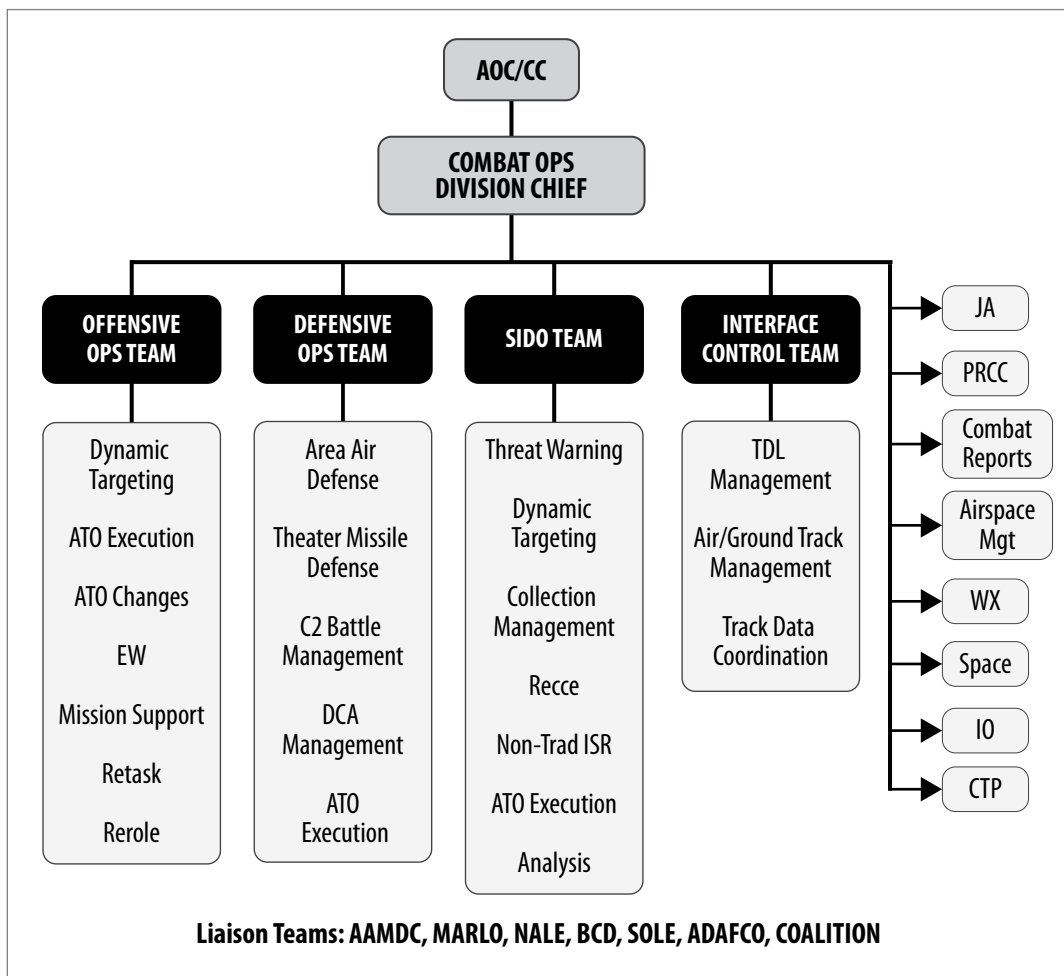 AOC/CC
COMBAT OPS
DIVISION CHIEF
OFFENSIVE
OPS TEAM
Dynamic
Targeting
ATO Execution
ATO Changes
EW
Mission Support
Retask
Rerole
DEFENSIVE
OPS TEAM
Area Air
Defense
Theater Missile
Defense
C2 Battle
Management
DCA
Management
ATO
Execution
SIDO TEAM
Threat Warning
Dynamic
Targeting
Collection
Management
Recce
Non-Trad ISR
ATO Execution
Analysis
INTERFACE
CONTROL TEAM
TDL
Management
Air/Ground Track
Management
Track Data
Coordination
JA
PRCC
Combat
Reports
Airspace
Mgt
WX
Space
IO
CTP
Liaison Teams: AAMDC, MARLO, NALE, BCD, SOLE, ADAFCO, COALITION